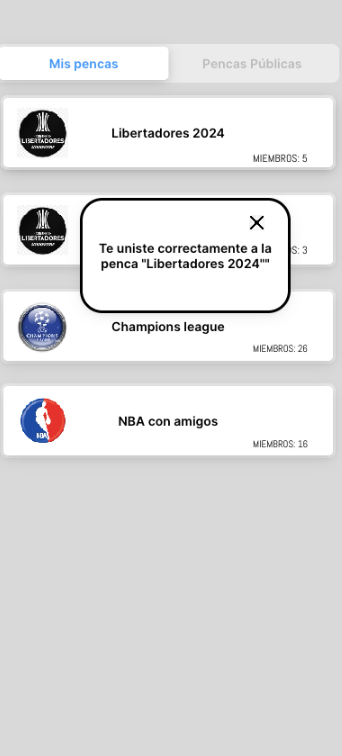 Mis pencas
Pencas Públicas
LIBERTADORES
Libertadores 2024
MIEMBROS: 5
LIBERTADORES
S: 3
Te uniste correctamente a la
penca "Libertadores 2024""
CHAMPIONS
LEAGUE
Champions league
MIEMBROS: 26
NBA
NBA con amigos
MIEMBROS: 16